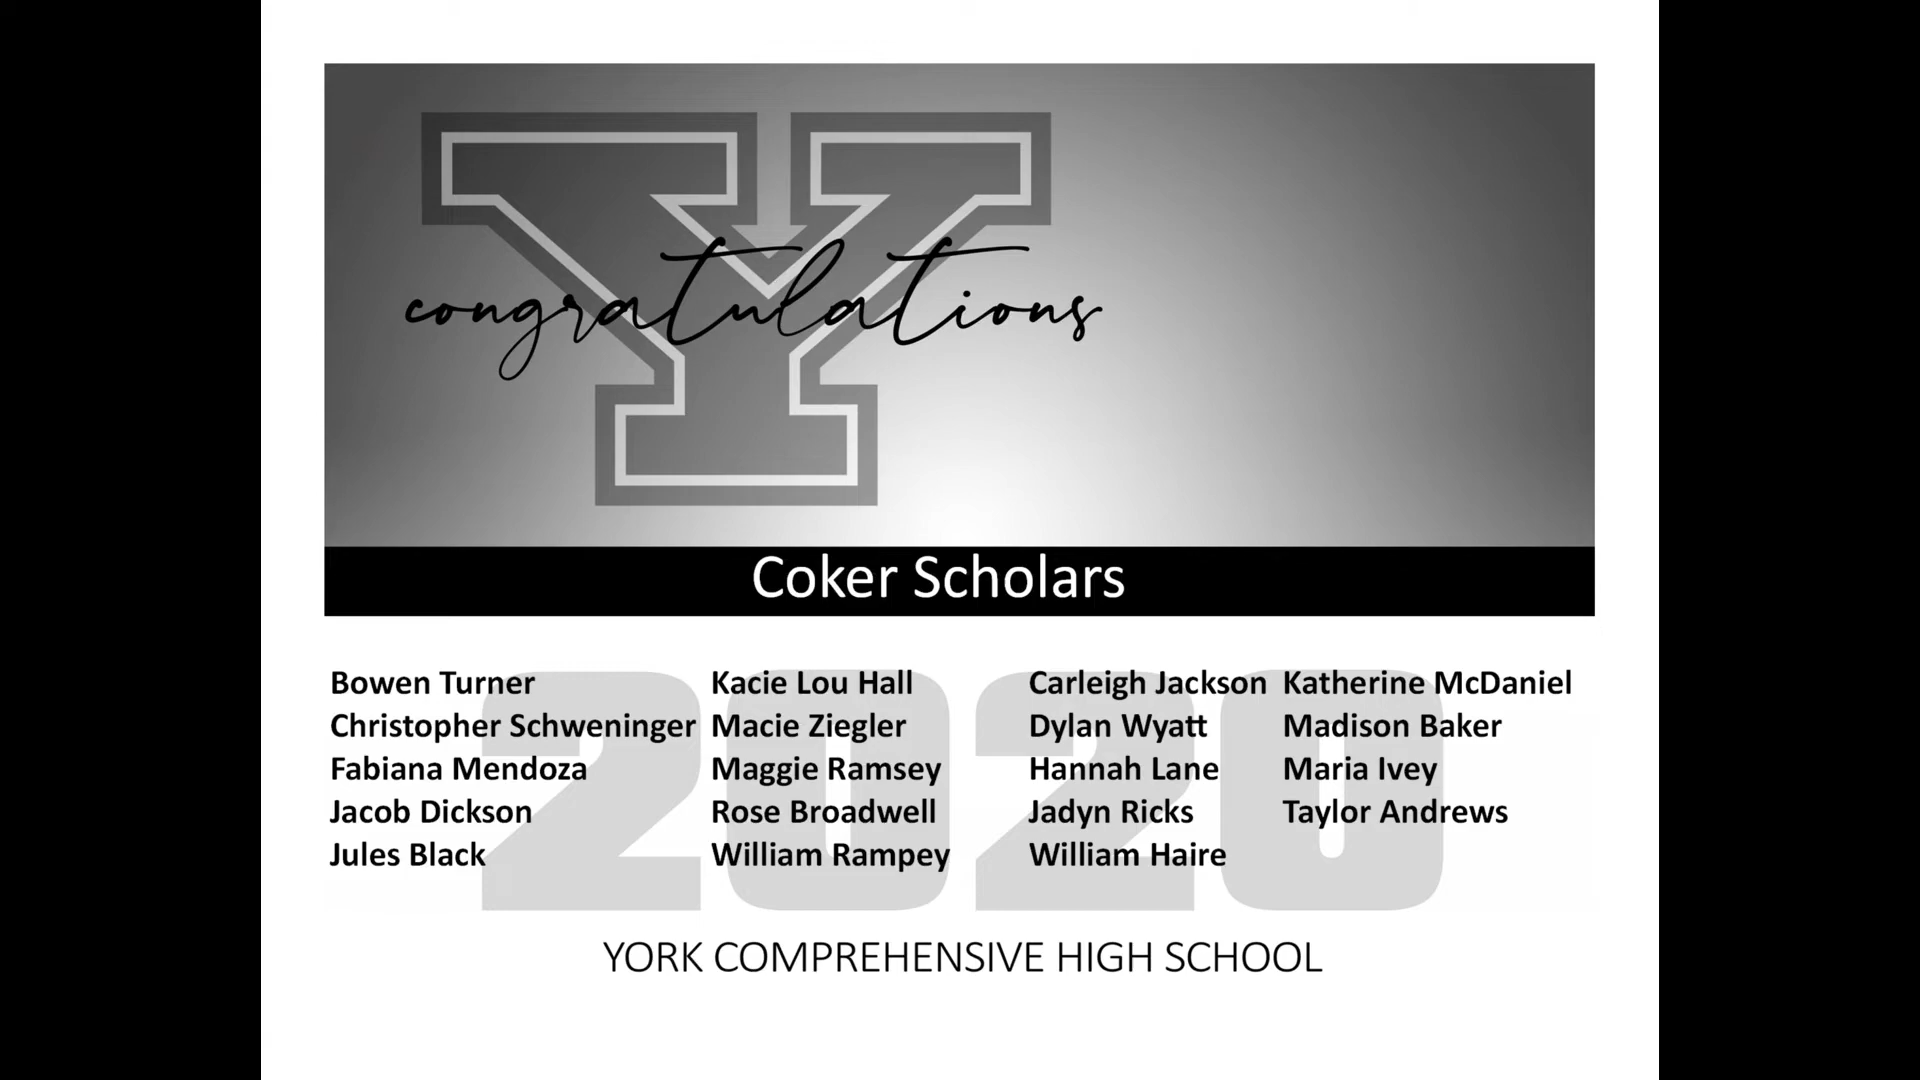 Y
congratulations
Coker Scholars
2020
Bowen Turner
Christopher Schweninger
Fabiana Mendoza
Jacob Dickson
Jules Black
Kacie Lou Hall
Macie Ziegler
Maggie Ramsey
Rose Broadwell
William Rampey
Carleigh Jackson
Dylan Wyatt
Hannah Lane
Jadyn Ricks
William Haire
Katherine McDaniel
Madison Baker
Maria Ivey
Taylor Andrews
YORK COMPREHENSIVE HIGH SCHOOL